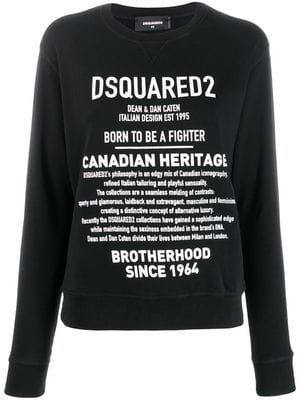 DSQUARED2
DSQUARED2
DEAN & DAN CATEN
ITALIAN DESIGN EST 1995
BORN TO BE A FIGHTER
CANADIAN HERITAGE
DSQUARED2's philosophy is an edgy mix of Canadian iconography,
refined Italian tailoring and playful sensuality.
The collections are a seamless melding of contrasts:
sporty and glamorous, laidback and extravagant, masculine and feminine,
creating a distinctive concept of alternative luxury.
Recently the DSQUARED2 collections have gained a sophisticated edge
while maintaining the sexiness embedded in the brand's DNA.
Dean and Dan Caten divide their lives between Milan and London.
BROTHERHOOD
SINCE 1964